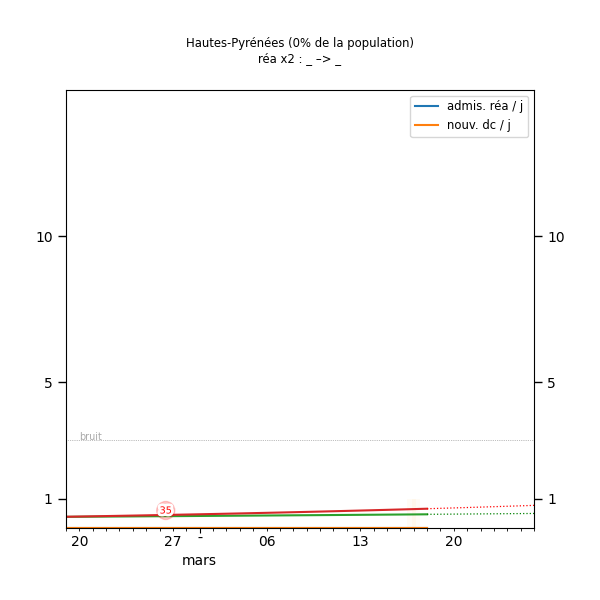 Hautes-Pyrénées (0% de la population)
réa x2 : _ –> _
admis. réa / j
nouv. dc / j
10 10
5 5
bruit
1 1
35
20 27 - 06 13 20
mars